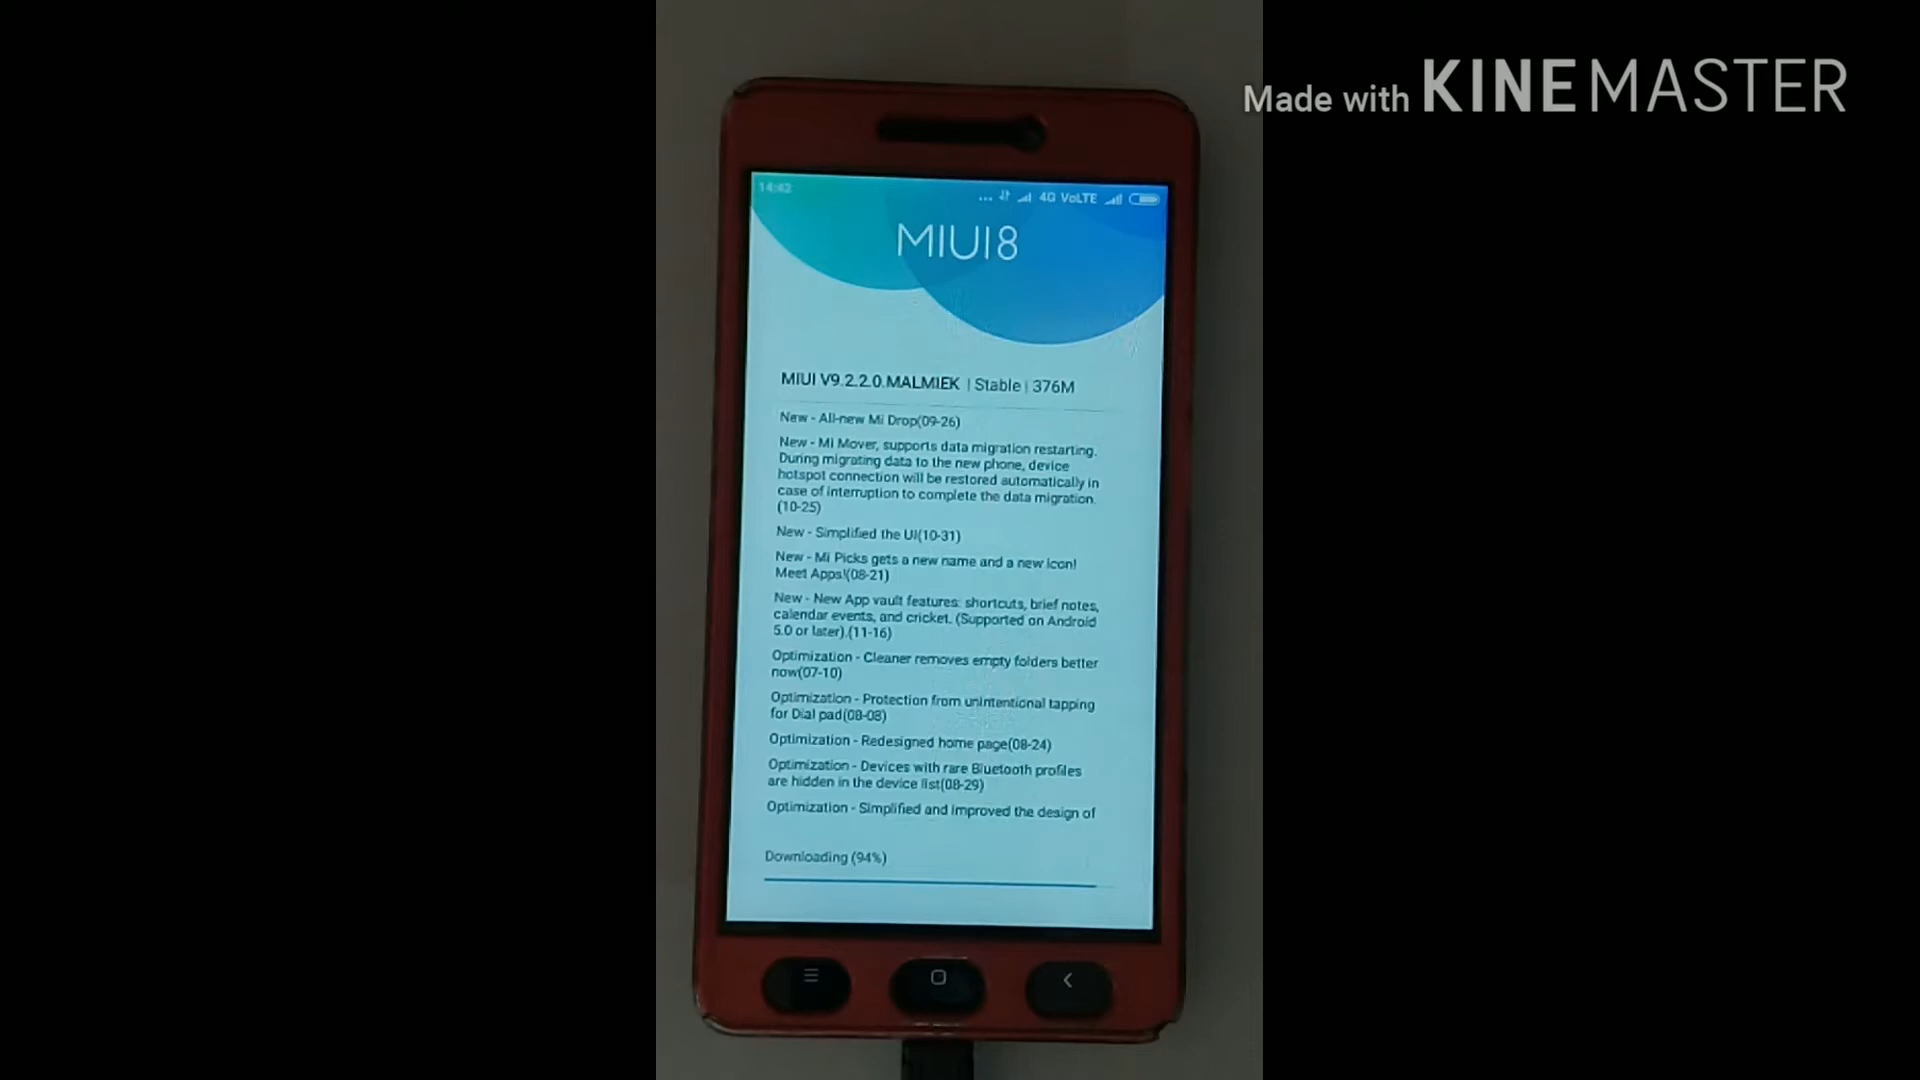 Made with KINEMASTER
14:42
... 4G VoLTE
MIUI8
MIUI V9.2.2.0.MALMIEK | Stable | 376M
New - All-new Mi Drop(09-26)
New - Mi Mover, supports data migration restarting.
During migrating data to the new phone, device
hotspot connection will be restored automatically in
case of interruption to complete the data migration.
(10-25)
New - Simplified the UI(10-31)
New - Mi Picks gets a new name and a new icon!
Meet Apps!(08-21)
New - New App vault features: shortcuts, brief notes,
calendar events, and cricket. (Supported on Android
5.0 or later).(11-16)
Optimization - Cleaner removes empty folders better
now(07-10)
Optimization - Protection from unintentional tapping
for Dial pad(08-08)
Optimization - Redesigned home page(08-24)
Optimization - Devices with rare Bluetooth profiles
are hidden in the device list(08-29)
Optimization - Simplified and improved the design of
Downloading (94%)